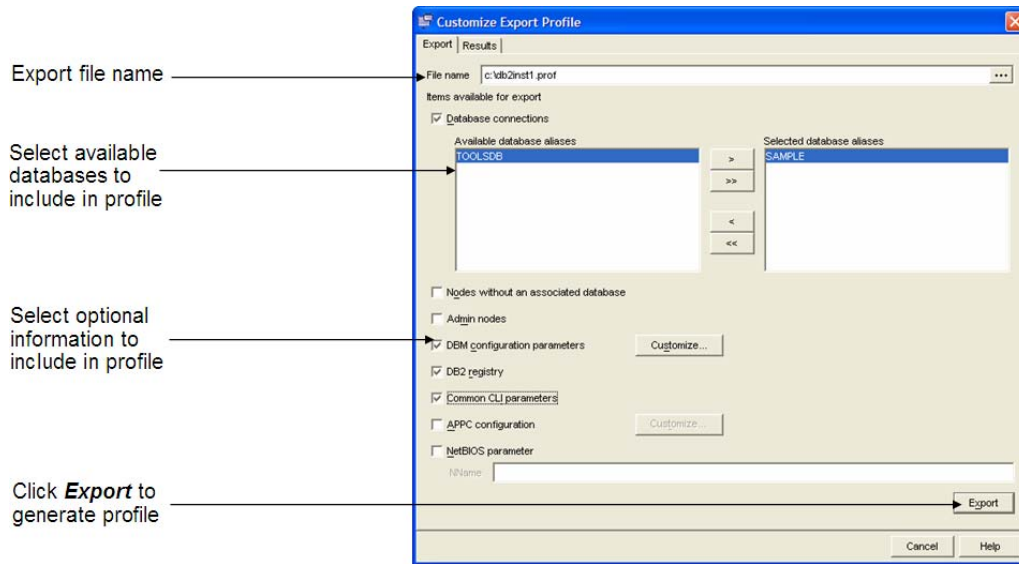 Customize Export Profile
Export Results
Export file name
File name c:\db2inst1.prof ...
Items available for export
Database connections
Select available
databases to
include in profile
Available database aliases
TOOLSDB
>
>>
<
<<
Selected database aliases
SAMPLE
Nodes without an associated database
Admin nodes
Select optional
information to
include in profile
DBM configuration parameters Customize...
DB2 registry
Common CLI parameters
APPC configuration Customize...
NetBIOS parameter
NName
Click Export to
generate profile
Export
Cancel Help